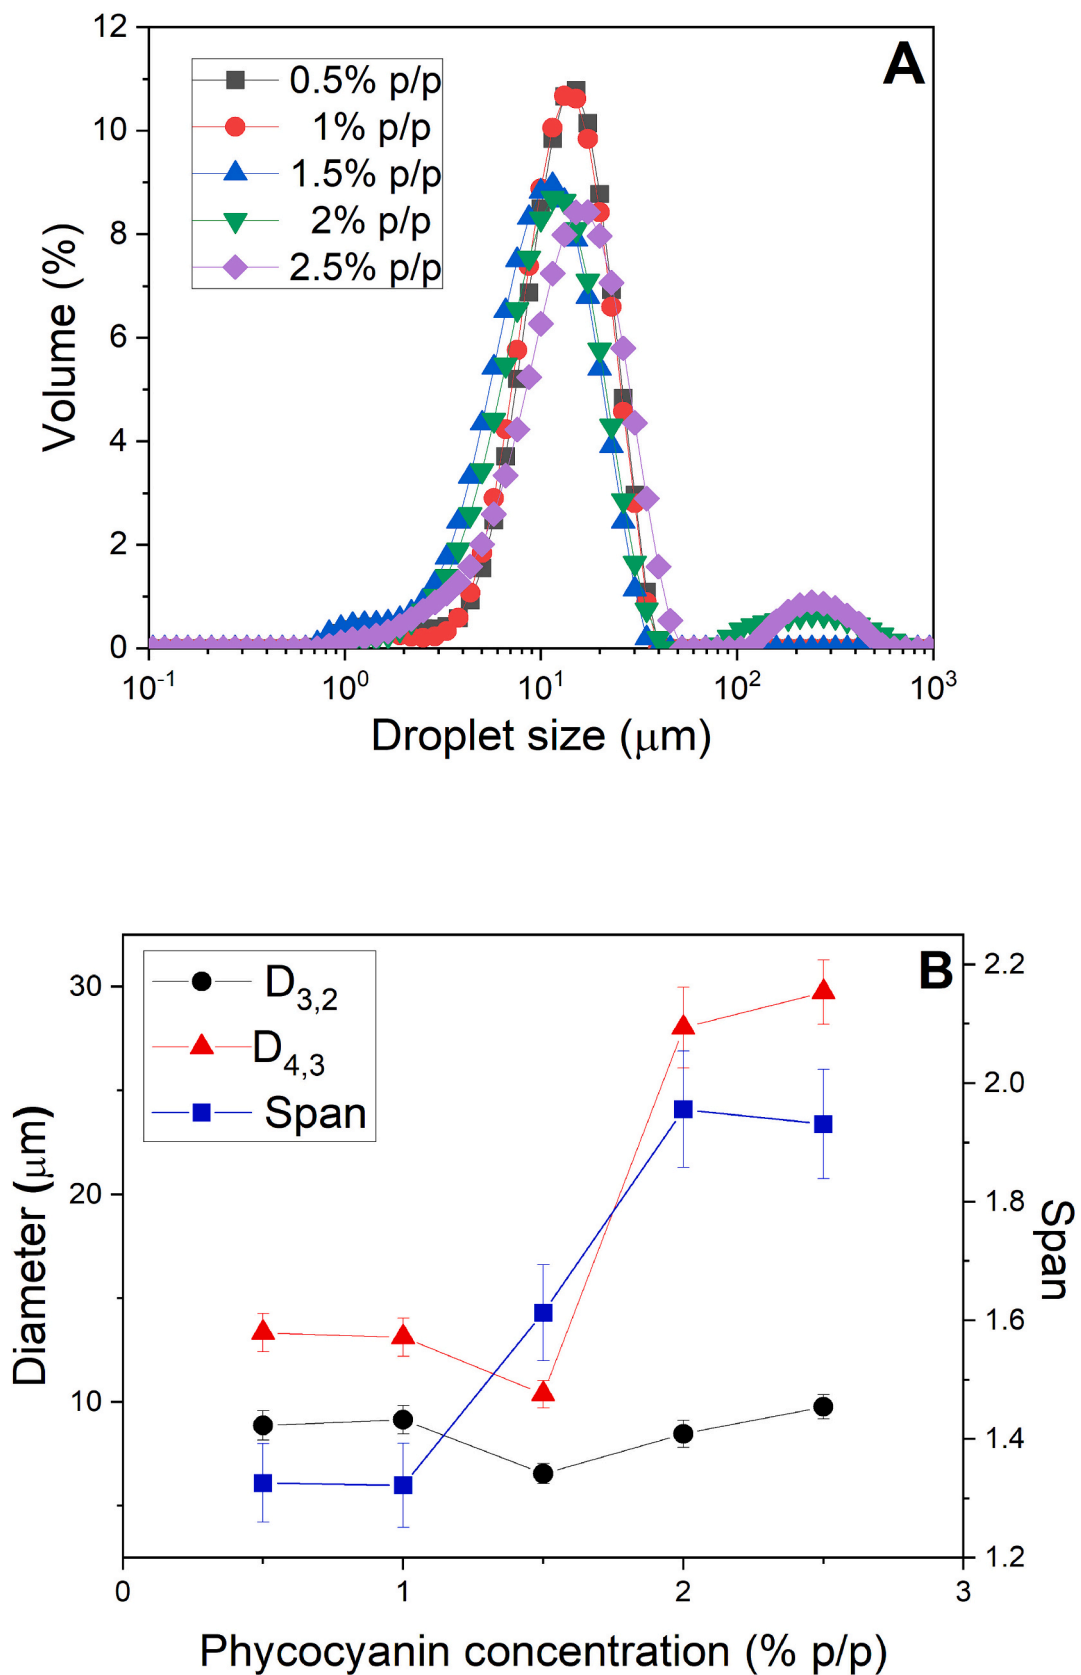 A
0.5% p/p
1% p/p
1.5% p/p
2% p/p
2.5% p/p
Volume (%)
12
10
8
6
4
2
0
10⁻¹ 10⁰ 10¹ 10² 10³
Droplet size (μm)
B
D3,2
D4,3
Span
Diameter (μm)
30
20
10
2.2
2.0
1.8
1.6
1.4
1.2
Span
0 1 2 3
Phycocyanin concentration (% p/p)